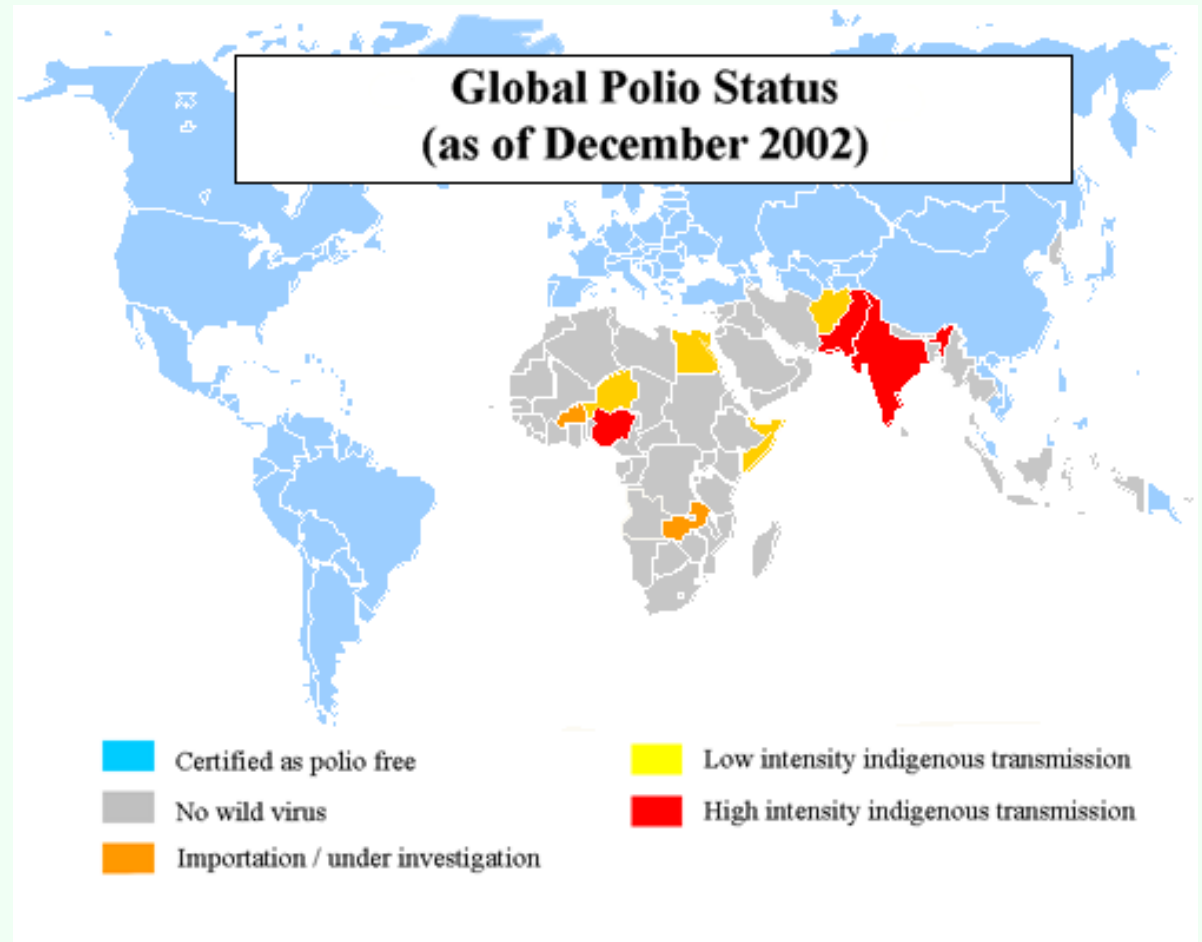 Global Polio Status
(as of December 2002)
Certified as polio free
No wild virus
Importation / under investigation
Low intensity indigenous transmission
High intensity indigenous transmission